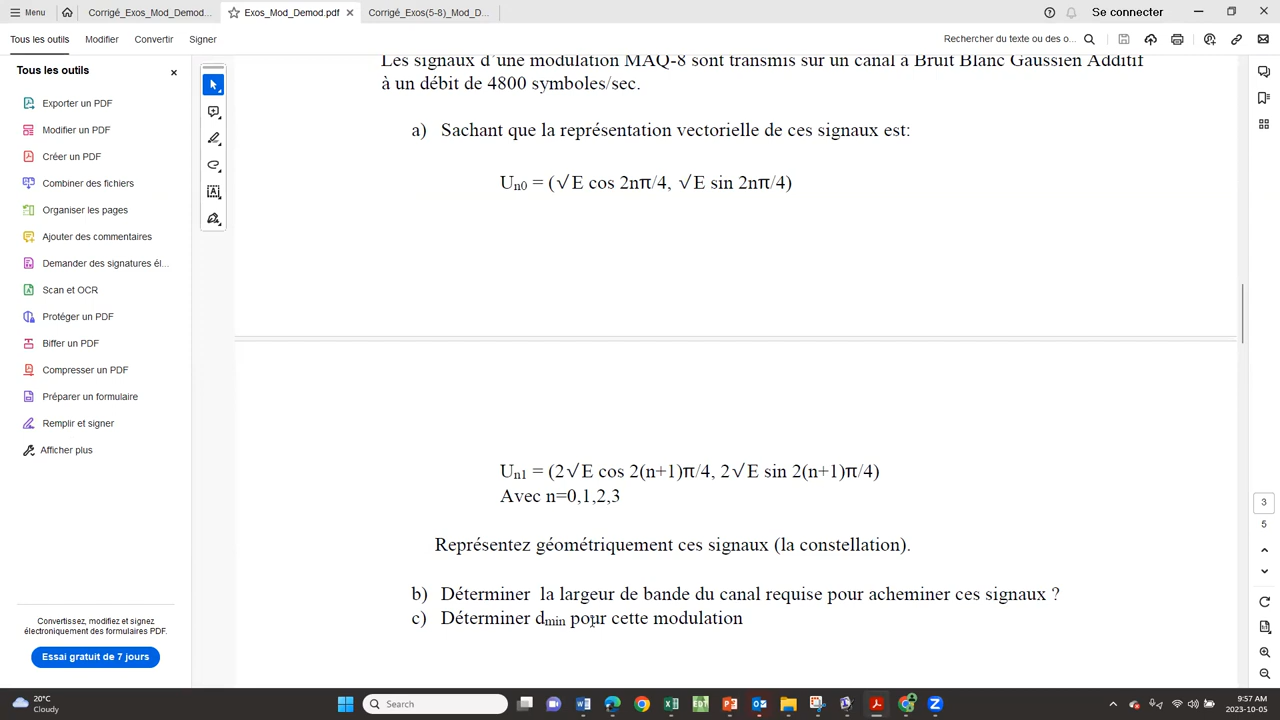 Menu
Corrigé_Exos_Mod_Demod...
Exos_Mod_Demod.pdf
Corrigé_Exos(5-8)_Mod_D...
Se connecter
Tous les outils
Modifier
Convertir
Signer
Rechercher du texte ou des o...
Tous les outils
Exporter un PDF
Modifier un PDF
Créer un PDF
Combiner des fichiers
Organiser les pages
Ajouter des commentaires
Demander des signatures él...
Scan et OCR
Protéger un PDF
Biffer un PDF
Compresser un PDF
Préparer un formulaire
Remplir et signer
Afficher plus
Convertissez, modifiez et signez
électroniquement des formulaires PDF.
Essai gratuit de 7 jours
Les signaux d'une modulation MAQ-8 sont transmis sur un canal à Bruit Blanc Gaussien Additif
à un débit de 4800 symboles/sec.
a) Sachant que la représentation vectorielle de ces signaux est:
Un0 = (√E cos 2nπ/4, √E sin 2nπ/4)
Un1 = (2√E cos 2(n+1)π/4, 2√E sin 2(n+1)π/4)
Avec n=0,1,2,3
Représentez géométriquement ces signaux (la constellation).
b) Déterminer la largeur de bande du canal requise pour acheminer ces signaux ?
c) Déterminer dmin pour cette modulation
3
5
20°C
Cloudy
Search
EDT
9:57 AM
2023-10-05